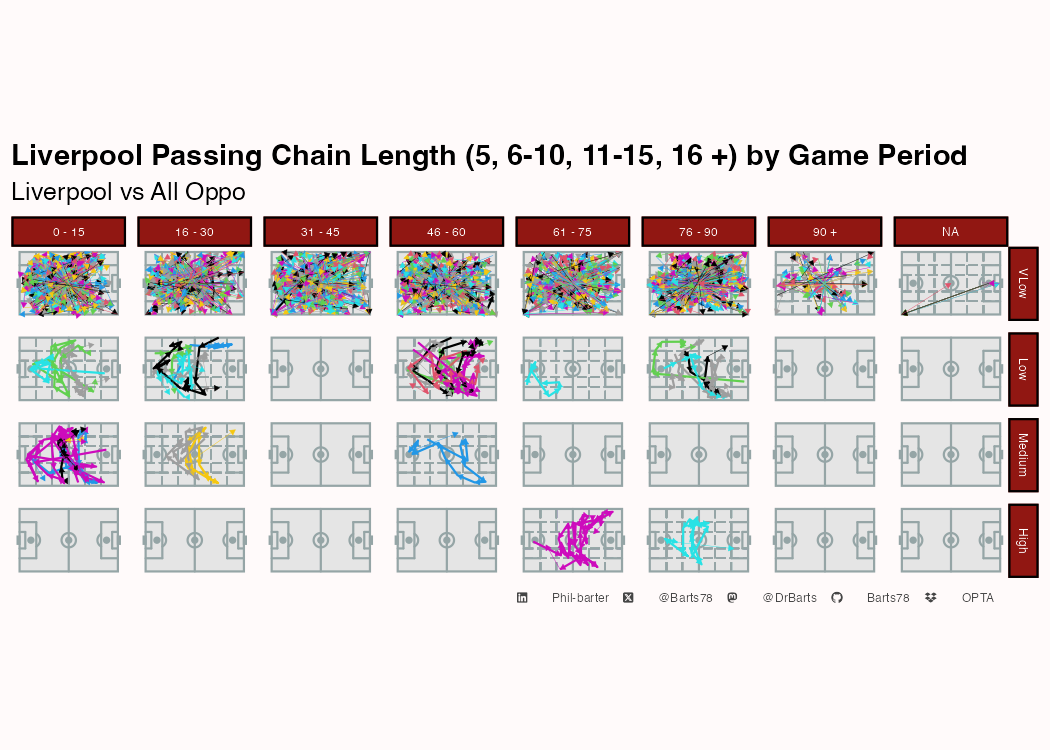 Liverpool Passing Chain Length (5, 6-10, 11-15, 16 +) by Game Period
Liverpool vs All Oppo
0 - 15
16 - 30
31 - 45
46 - 60
61 - 75
76 - 90
90 +
NA
VLow
Low
Medium
High
Phil-barter @Barts78 @DrBarts Barts78 OPTA